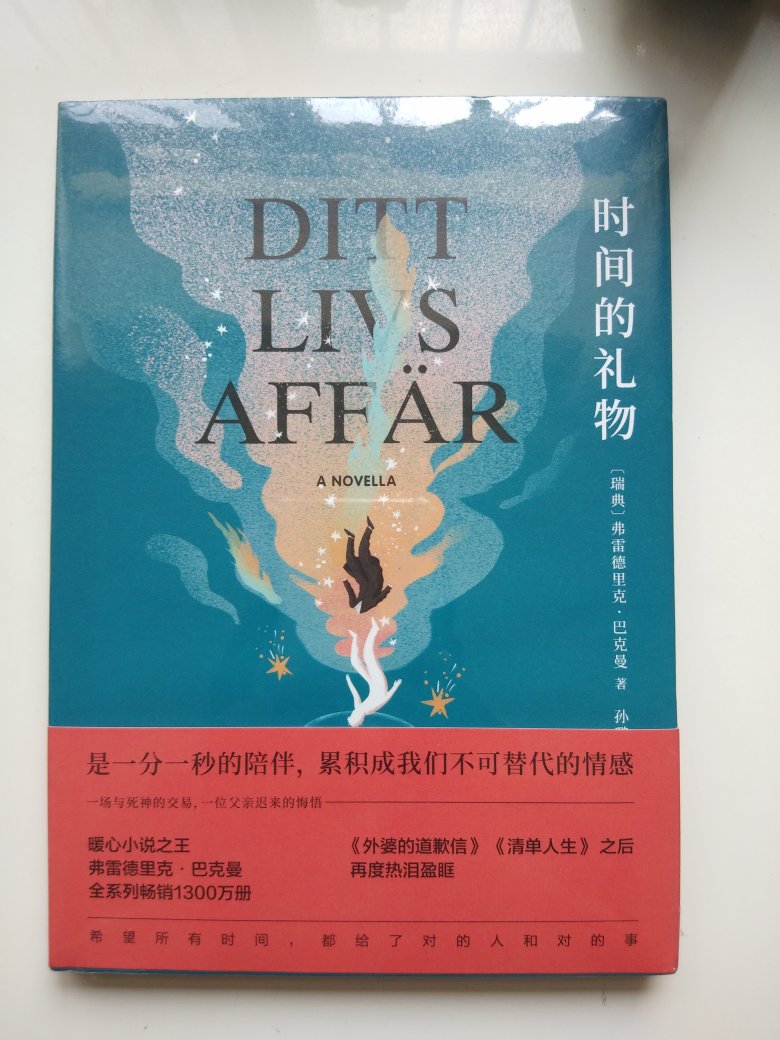 DITT
LIVS
AFFÄR
A NOVELLA
时间的礼物
〔瑞典〕弗雷德里克·巴克曼 著 孙
是一分一秒的陪伴，累积成我们不可替代的情感
一场与死神的交易，一位父亲迟来的悔悟
暖心小说之王
弗雷德里克·巴克曼
全系列畅销1300万册
《外婆的道歉信》《清单人生》之后
再度热泪盈眶
希望所有时间，都给了对的人和对的事